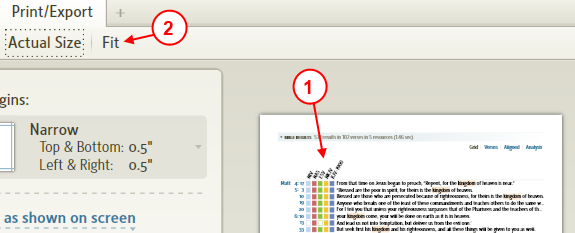 Print/Export +
2
Actual Size Fit
1
gins:
Narrow
Top & Bottom: 0.5"
Left & Right: 0.5"
as shown on screen
BIBLE RESULTS results in 102 verses in 5 resources
Grid Verses Aligned Analysis
Matt 4:17 From that time on Jesus began to preach, "Repent, for the kingdom of heaven is near."
5:3 "Blessed are the poor in spirit, for theirs is the kingdom of heaven.
10 Blessed are those who are persecuted because of righteousness, for theirs is the kingdom of heaven.
19 Anyone who breaks one of the least of these commandments and teaches others to do the same w..
20 For I tell you that unless your righteousness surpasses that of the Pharisees and the teachers of th..
6:10 your kingdom come, your will be done on earth as it is in heaven.
13 And lead us not into temptation, but deliver us from the evil one.'
33 But seek first his kingdom and his righteousness, and all these things will be given to you as well.